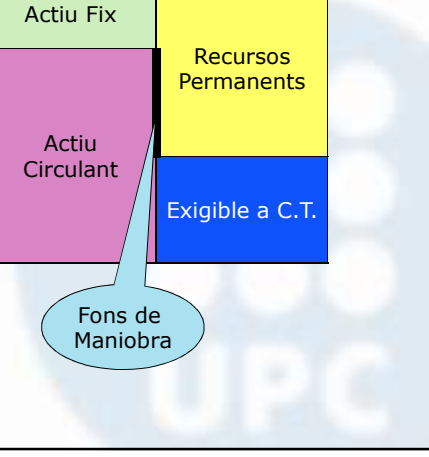 Actiu Fix
Recursos
Permanents
Actiu
Circulant
Exigible a C.T.
Fons de
Maniobra
UPC